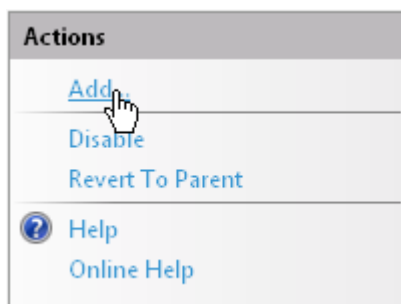 Actions
Add...
Disable
Revert To Parent
Help
Online Help